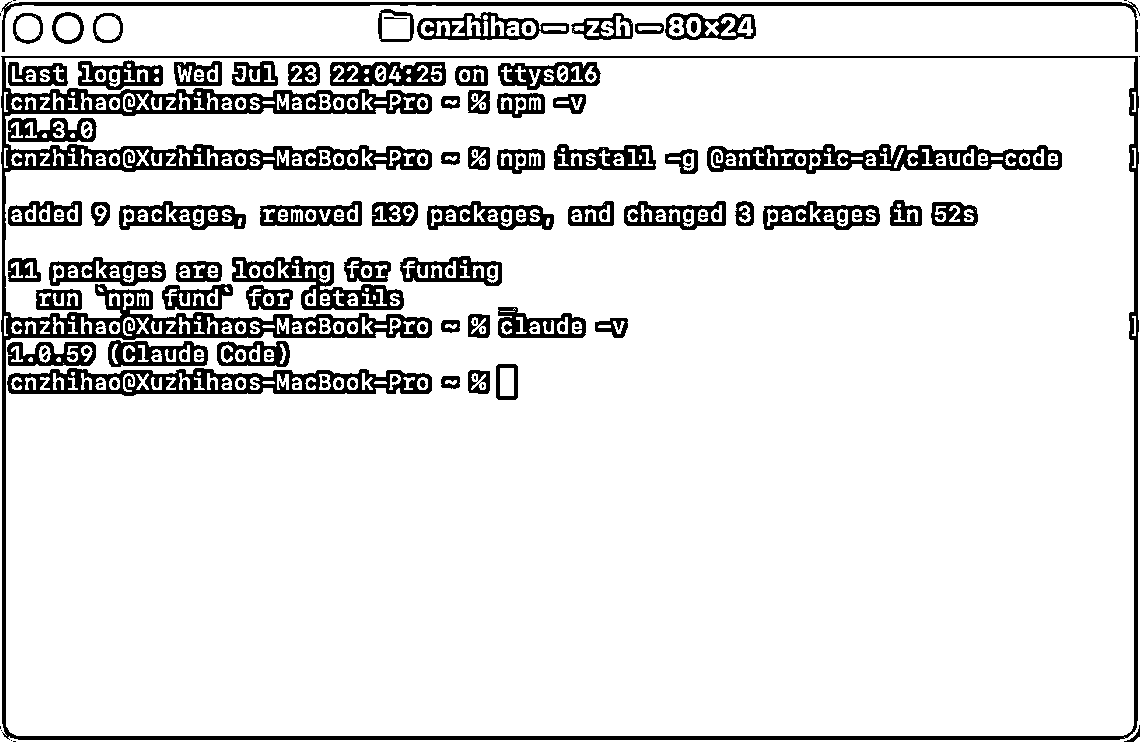 cnzhihao — -zsh — 80×24
Last login: Wed Jul 23 22:04:25 on ttys016
[cnzhihao@Xuzhihaos-MacBook-Pro ~ % npm -v ]
11.3.0
[cnzhihao@Xuzhihaos-MacBook-Pro ~ % npm install -g @anthropic-ai/claude-code ]
added 9 packages, removed 139 packages, and changed 3 packages in 52s
11 packages are looking for funding
  run `npm fund` for details
[cnzhihao@Xuzhihaos-MacBook-Pro ~ % claude -v ]
1.0.59 (Claude Code)
cnzhihao@Xuzhihaos-MacBook-Pro ~ %